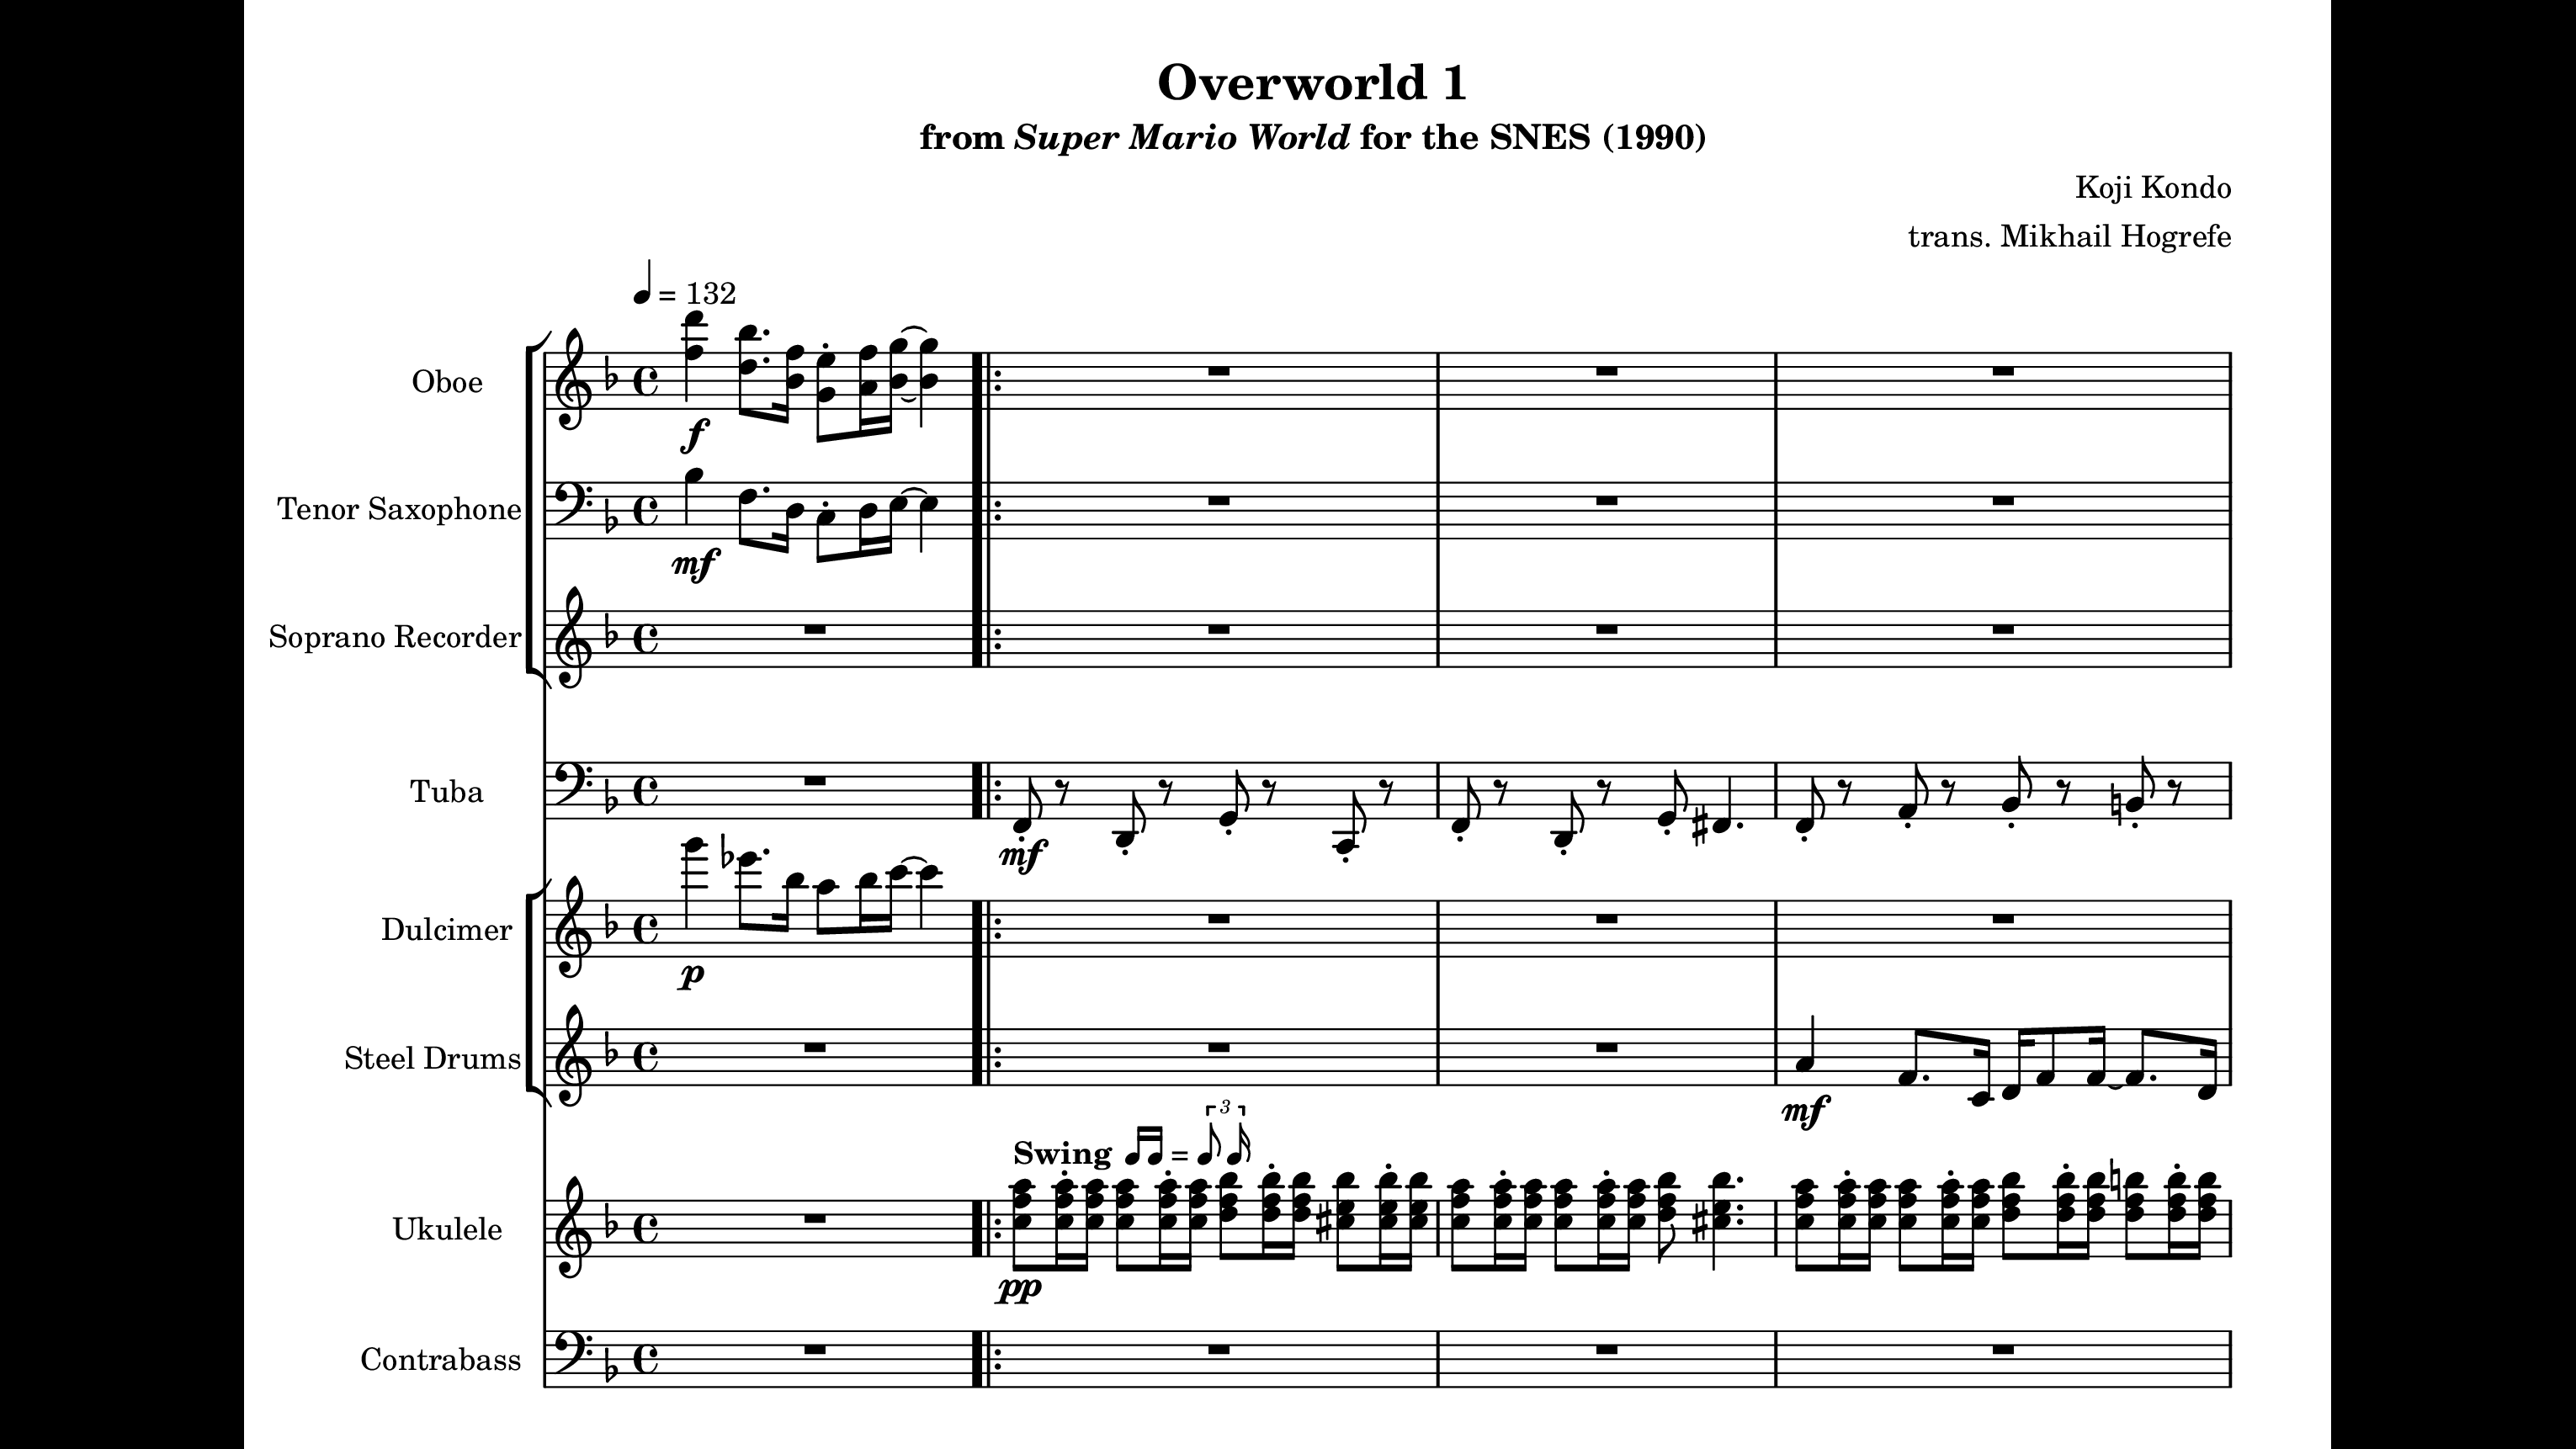 Overworld 1
from Super Mario World for the SNES (1990)
Koji Kondo
trans. Mikhail Hogrefe
= 132
Oboe
f
Tenor Saxophone
mf
Soprano Recorder
Tuba
mf
Dulcimer
p
Steel Drums
mf
3
Swing =
Ukulele
pp
Contrabass